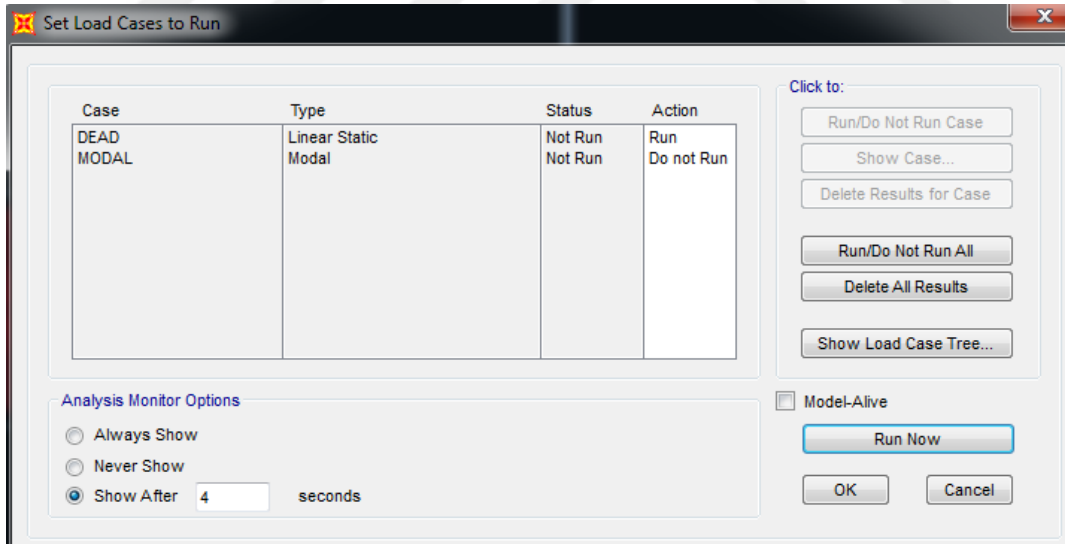 Set Load Cases to Run
Click to:
Case Type Status Action
DEAD Linear Static Not Run Run
MODAL Modal Not Run Do not Run
Run/Do Not Run Case
Show Case...
Delete Results for Case
Run/Do Not Run All
Delete All Results
Show Load Case Tree...
Analysis Monitor Options
Always Show
Never Show
Show After 4 seconds
Model-Alive
Run Now
OK Cancel